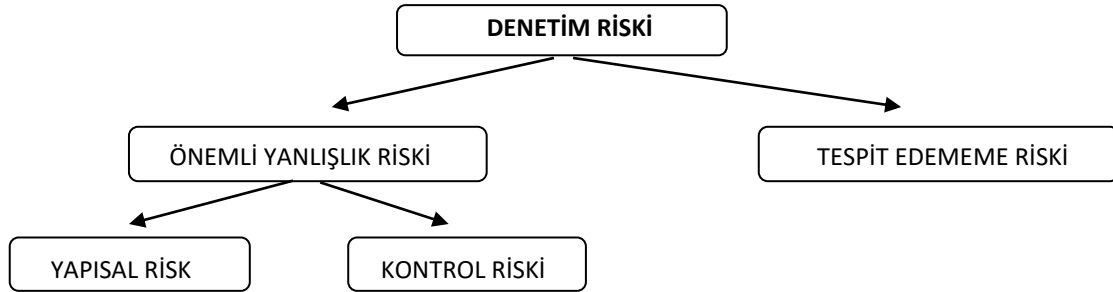 DENETİM RİSKİ
ÖNEMLİ YANLIŞLIK RİSKİ
TESPİT EDEMEME RİSKİ
YAPISAL RİSK
KONTROL RİSKİ